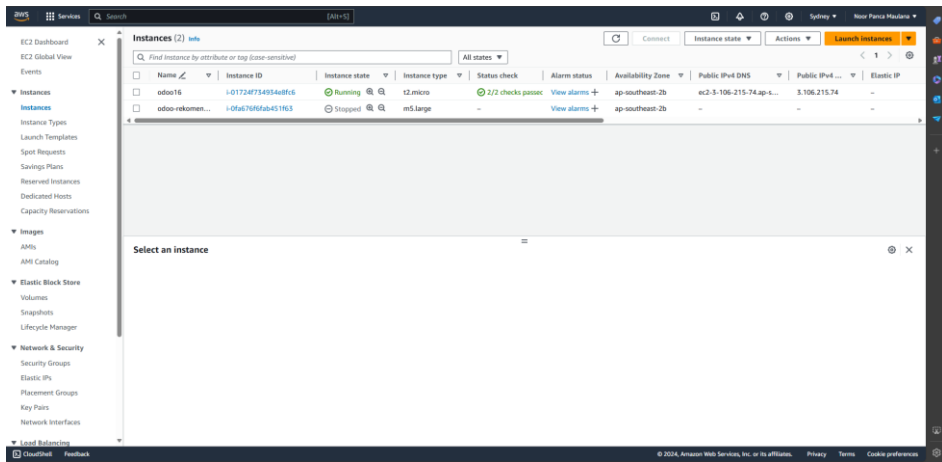 aws Services Search [Alt+S] Sydney Noor Panca Maulana
EC2 Dashboard
EC2 Global View
Events
Instances
Instances
Instance Types
Launch Templates
Spot Requests
Savings Plans
Reserved Instances
Dedicated Hosts
Capacity Reservations
Images
AMIs
AMI Catalog
Elastic Block Store
Volumes
Snapshots
Lifecycle Manager
Network & Security
Security Groups
Elastic IPs
Placement Groups
Key Pairs
Network Interfaces
Load Balancing
Instances (2) Info Connect Instance state Actions Launch instances
Find Instance by attribute or tag (case-sensitive) All states 1
Name Instance ID Instance state Instance type Status check Alarm status Availability Zone Public IPv4 DNS Public IPv4 ... Elastic IP
odoo16 i-01724f734934e8fc6 Running t2.micro 2/2 checks passec View alarms + ap-southeast-2b ec2-3-106-215-74.ap-s... 3.106.215.74 –
odoo-rekomen... i-0fa676f6fab451f63 Stopped m5.large – View alarms + ap-southeast-2b – – –
Select an instance
CloudShell Feedback © 2024, Amazon Web Services, Inc. or its affiliates. Privacy Terms Cookie preferences